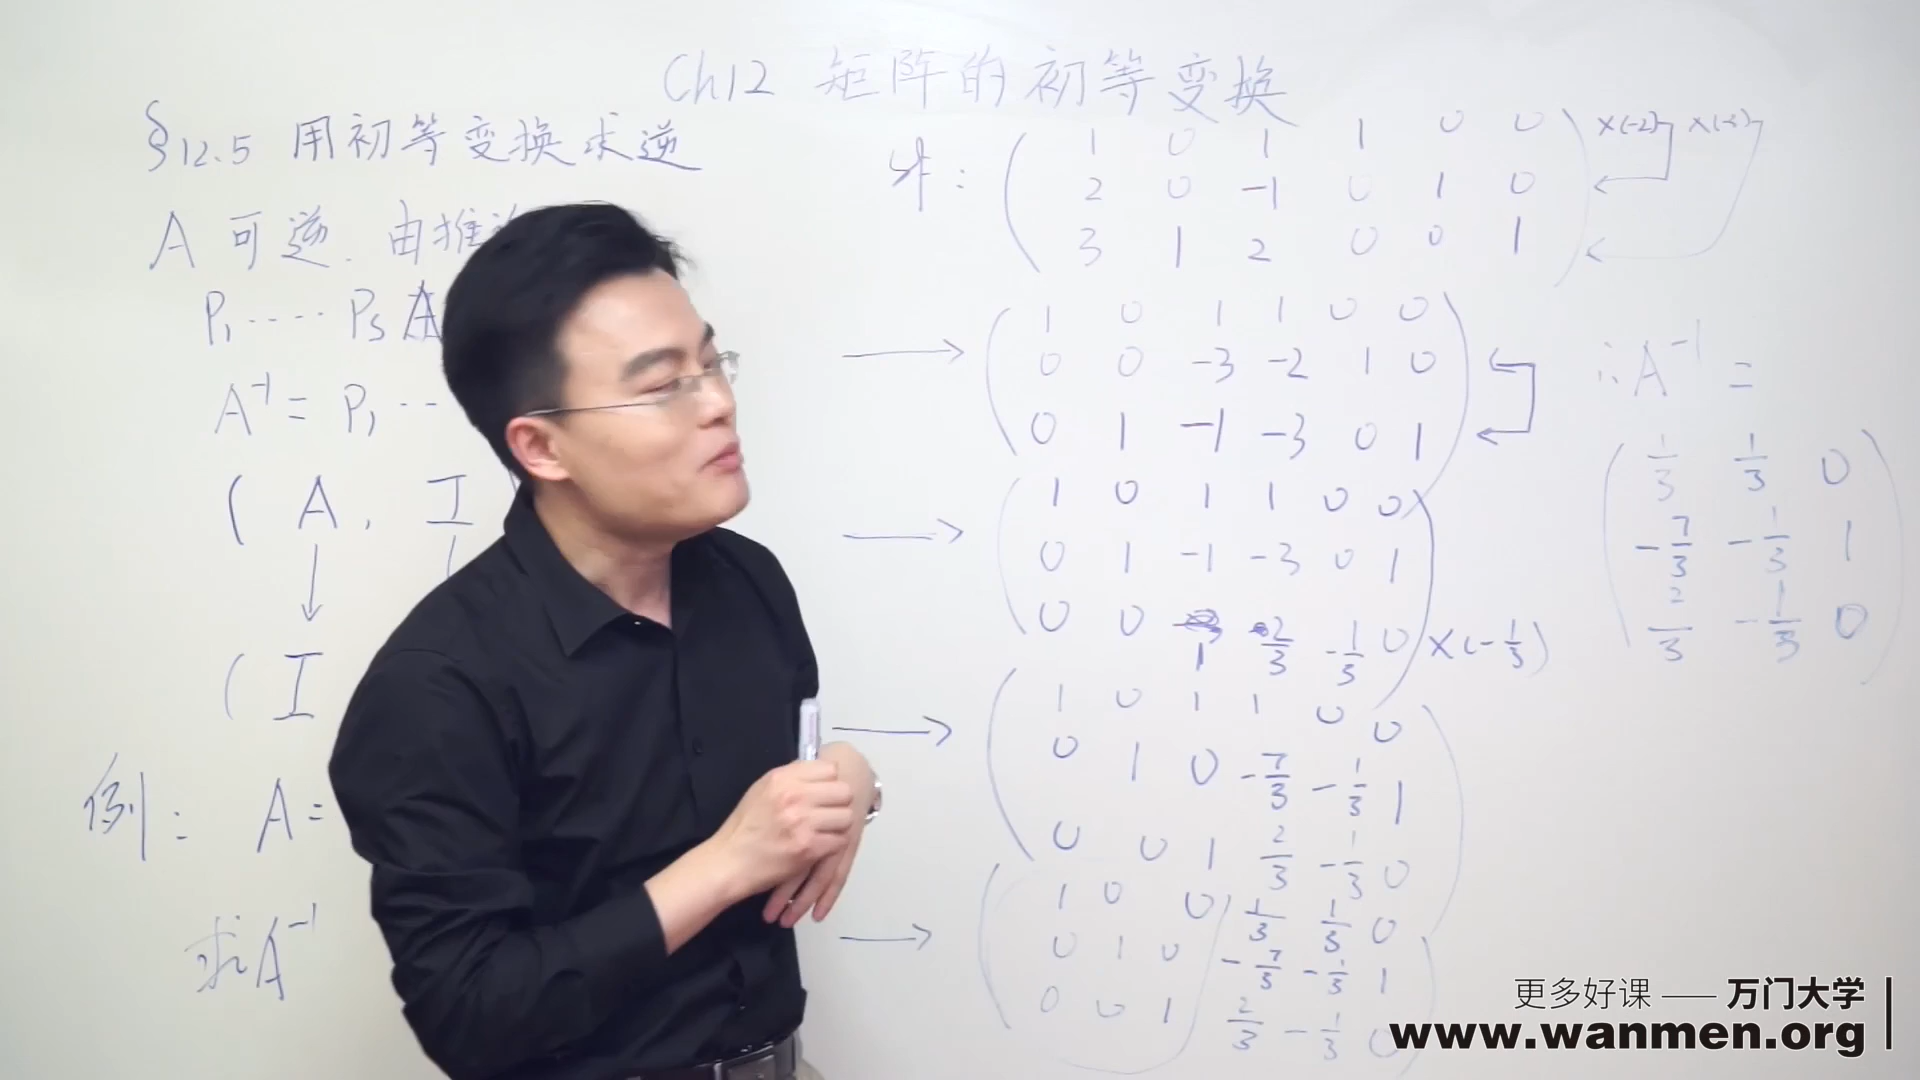 Ch12 矩阵的初等变换
§12.5 用初等变换求逆
A 可逆. 由推
P₁ ···· Pₛ A
A⁻¹ = P₁ ··
( A , I
( I
例: A =
求A⁻¹
解: ( 1 0 1 1 0 0 ) ×(-2) ×(-3)
2 0 -1 0 1 0
3 1 2 0 0 1
→ ( 1 0 1 1 0 0 )
0 0 -3 -2 1 0
0 1 -1 -3 0 1
→ ( 1 0 1 1 0 0 )
0 1 -1 -3 0 1
0 0 1 2/3 -1/3 0 ×(-1/3)
→ ( 1 0 1 1 0 0 )
0 1 0 -7/3 -1/3 1
0 0 1 2/3 -1/3 0
→ ( 1 0 0 1/3 1/3 0 )
0 1 0 -7/3 -1/3 1
0 0 1 2/3 -1/3 0
∴ A⁻¹ =
( 1/3 1/3 0 )
-7/3 -1/3 1
2/3 -1/3 0
更多好课 —— 万门大学
www.wanmen.org